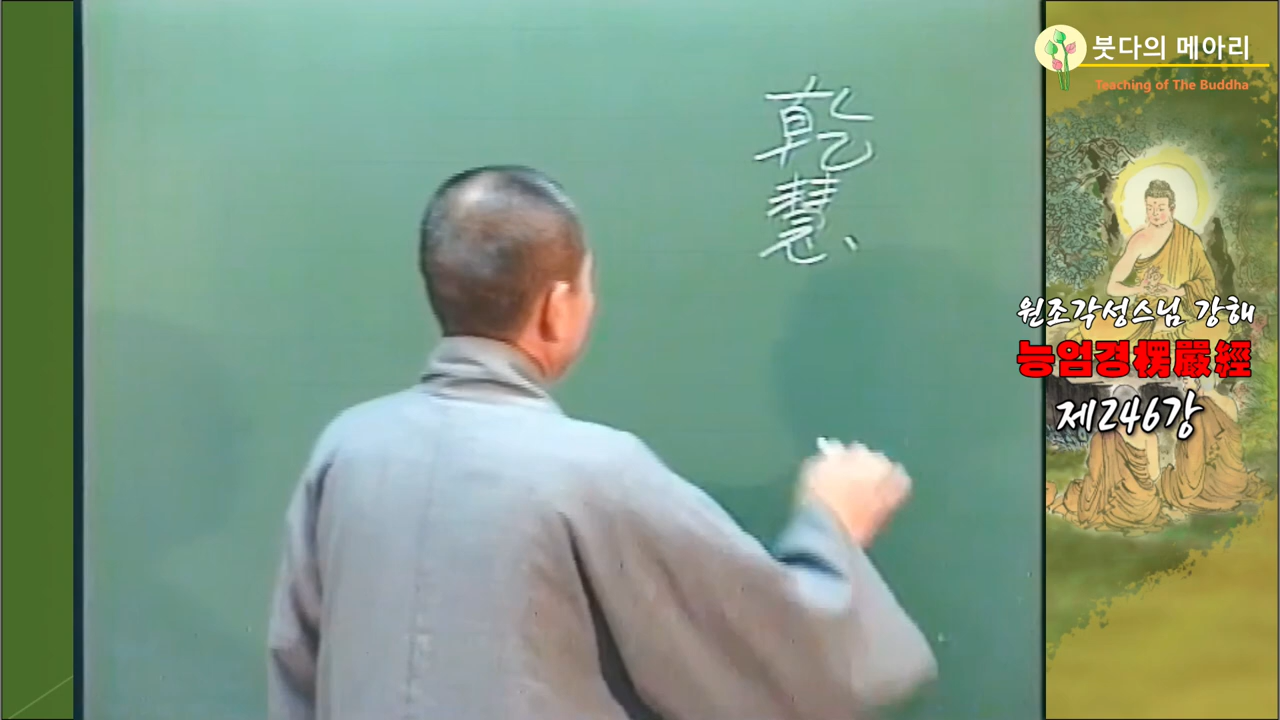 乾慧
붓다의 메아리
Teaching of The Buddha
원조각성스님 강해
능엄경楞嚴經
제246강